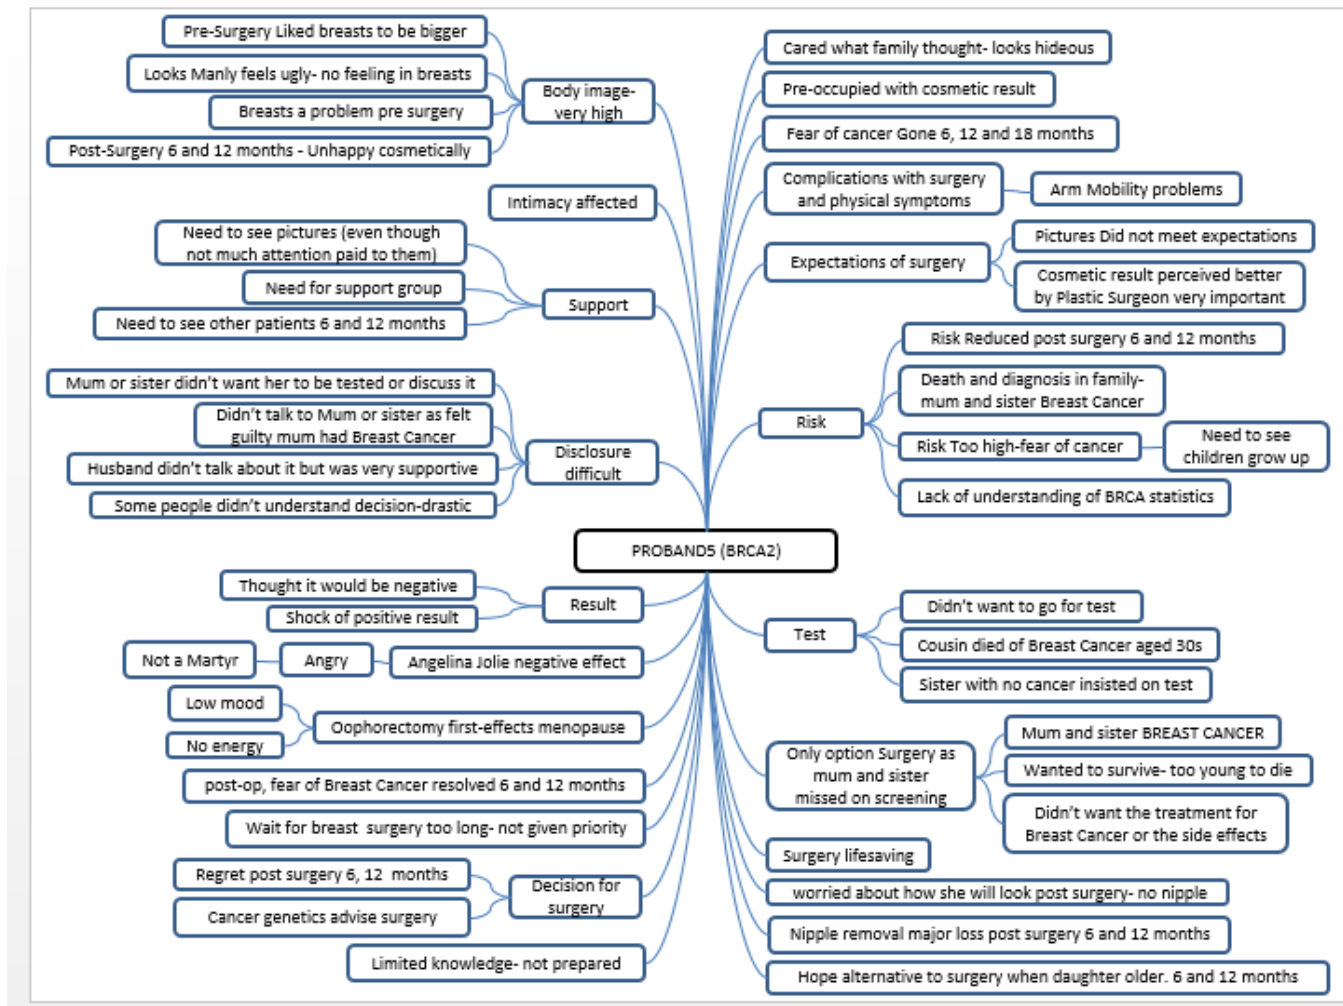 Pre-Surgery Liked breasts to be bigger
Looks Manly feels ugly- no feeling in breasts
Breasts a problem pre surgery
Post-Surgery 6 and 12 months - Unhappy cosmetically
Body image-
very high
Intimacy affected
Need to see pictures (even though
not much attention paid to them)
Need for support group
Need to see other patients 6 and 12 months
Support
Mum or sister didn't want her to be tested or discuss it
Didn't talk to Mum or sister as felt
guilty mum had Breast Cancer
Husband didn't talk about it but was very supportive
Some people didn't understand decision-drastic
Disclosure
difficult
Cared what family thought- looks hideous
Pre-occupied with cosmetic result
Fear of cancer Gone 6, 12 and 18 months
Complications with surgery
and physical symptoms
Arm Mobility problems
Expectations of surgery
Pictures Did not meet expectations
Cosmetic result perceived better
by Plastic Surgeon very important
Risk
Risk Reduced post surgery 6 and 12 months
Death and diagnosis in family-
mum and sister Breast Cancer
Risk Too high-fear of cancer
Need to see
children grow up
Lack of understanding of BRCA statistics
PROBAND5 (BRCA2)
Thought it would be negative
Shock of positive result
Result
Not a Martyr
Angry
Angelina Jolie negative effect
Low mood
No energy
Oophorectomy first-effects menopause
post-op, fear of Breast Cancer resolved 6 and 12 months
Wait for breast surgery too long- not given priority
Regret post surgery 6, 12 months
Cancer genetics advise surgery
Decision for
surgery
Limited knowledge- not prepared
Test
Didn't want to go for test
Cousin died of Breast Cancer aged 30s
Sister with no cancer insisted on test
Only option Surgery as
mum and sister
missed on screening
Mum and sister BREAST CANCER
Wanted to survive- too young to die
Didn't want the treatment for
Breast Cancer or the side effects
Surgery lifesaving
worried about how she will look post surgery- no nipple
Nipple removal major loss post surgery 6 and 12 months
Hope alternative to surgery when daughter older. 6 and 12 months